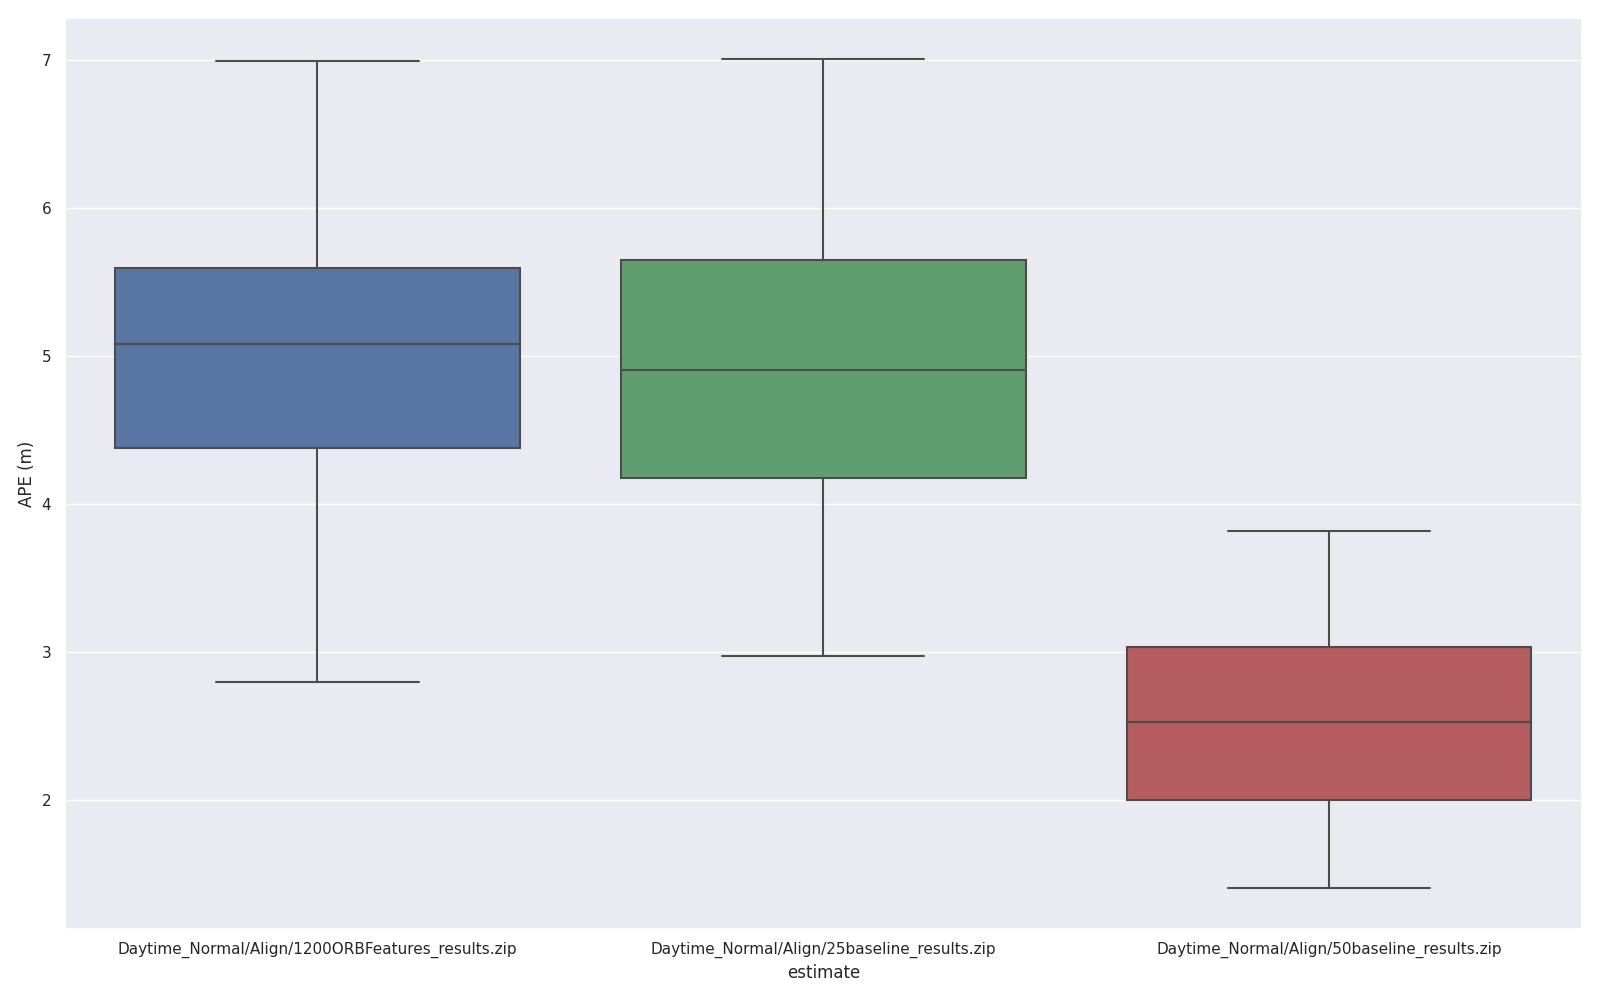 7
6
5
4
3
2
APE (m)
Daytime_Normal/Align/1200ORBFeatures_results.zip
Daytime_Normal/Align/25baseline_results.zip
Daytime_Normal/Align/50baseline_results.zip
estimate